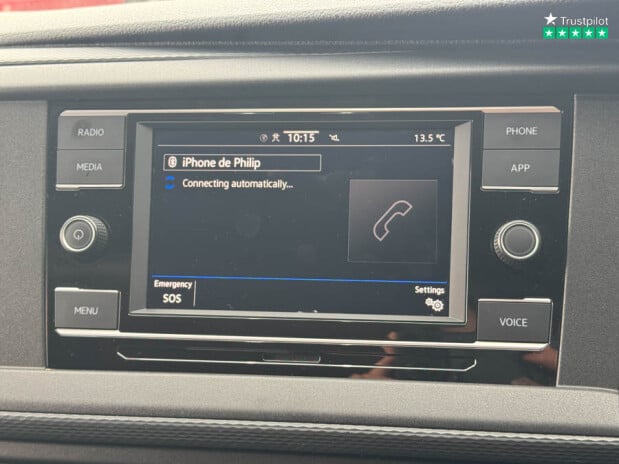 Trustpilot
RADIO
MEDIA
MENU
10:15
13.5 °C
iPhone de Philip
Connecting automatically...
Emergency
SOS
Settings
PHONE
APP
VOICE